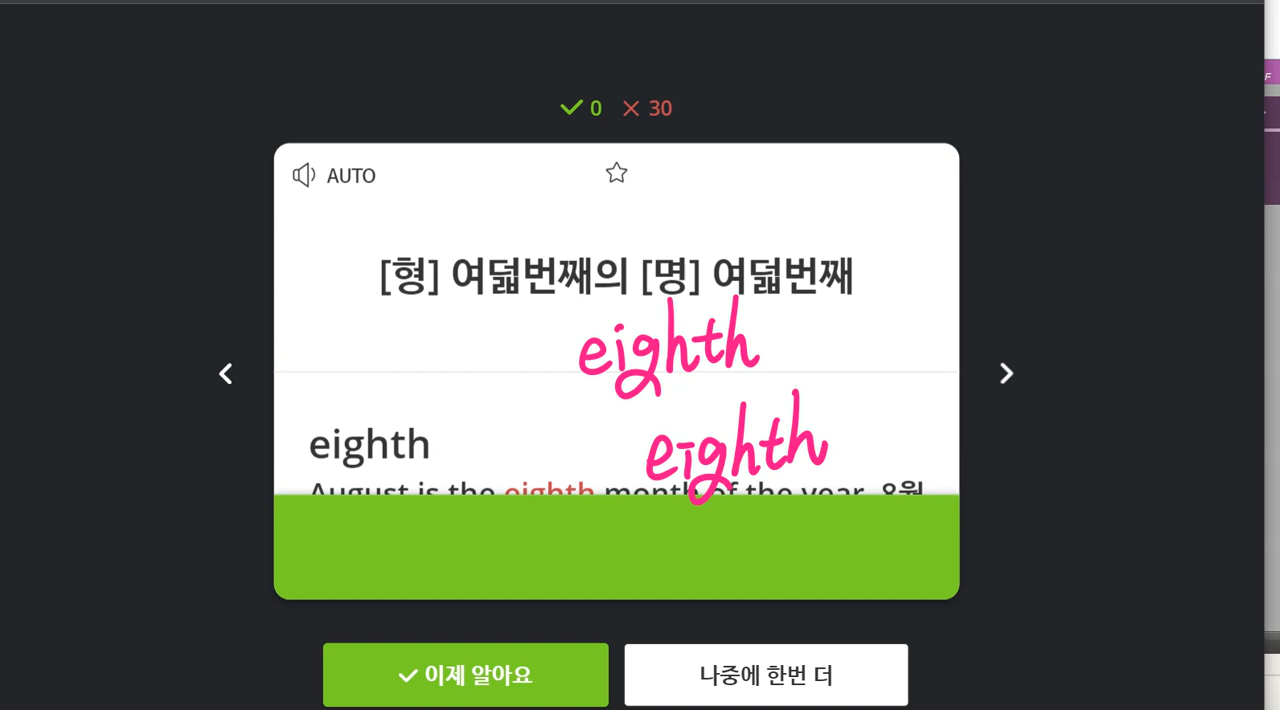 0 30
AUTO
[형] 여덟번째의 [명] 여덟번째
eighth
eighth
eighth
August is the eighth month of the year. 8월
✓ 이제 알아요
나중에 한번 더
F